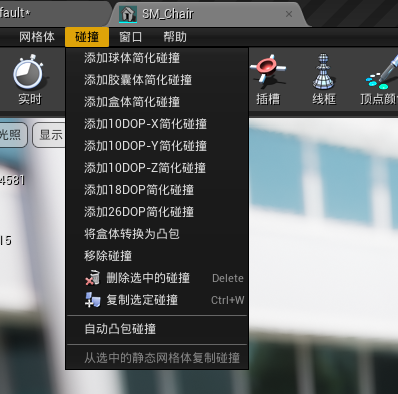 fault*
SM_Chair
网格体 碰撞 窗口 帮助
实时
插槽
线框
顶点颜
光照
显示
4581
15
添加球体简化碰撞
添加胶囊体简化碰撞
添加盒体简化碰撞
添加10DOP-X简化碰撞
添加10DOP-Y简化碰撞
添加10DOP-Z简化碰撞
添加18DOP简化碰撞
添加26DOP简化碰撞
将盒体转换为凸包
移除碰撞
删除选中的碰撞 Delete
复制选定碰撞 Ctrl+W
自动凸包碰撞
从选中的静态网格体复制碰撞